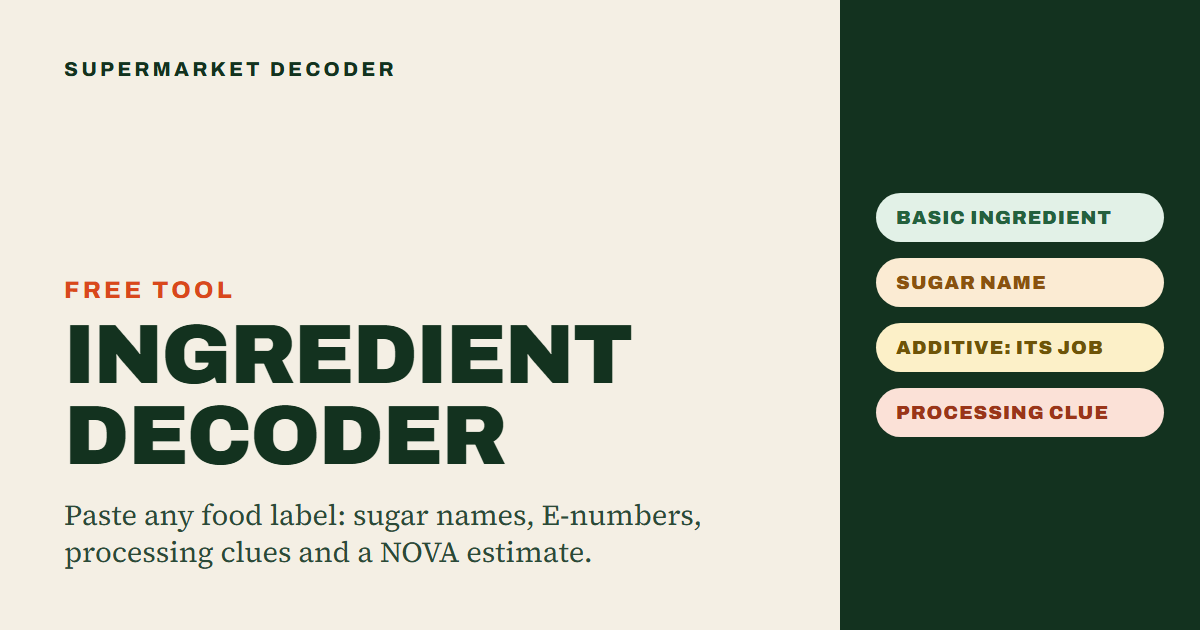 SUPERMARKET DECODER
FREE TOOL
INGREDIENT
DECODER
Paste any food label: sugar names, E-numbers,
processing clues and a NOVA estimate.
BASIC INGREDIENT
SUGAR NAME
ADDITIVE: ITS JOB
PROCESSING CLUE